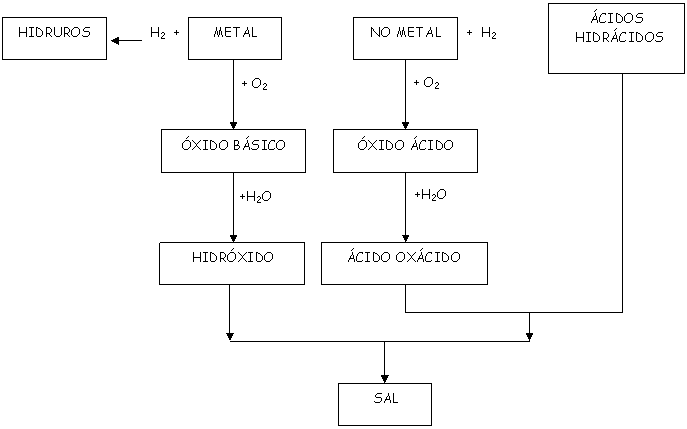 HIDRUROS
H₂ +
METAL
NO METAL
+ H₂
ÁCIDOS
HIDRÁCIDOS
+ O₂
+ O₂
ÓXIDO BÁSICO
ÓXIDO ÁCIDO
+H₂O
+H₂O
HIDRÓXIDO
ÁCIDO OXÁCIDO
SAL